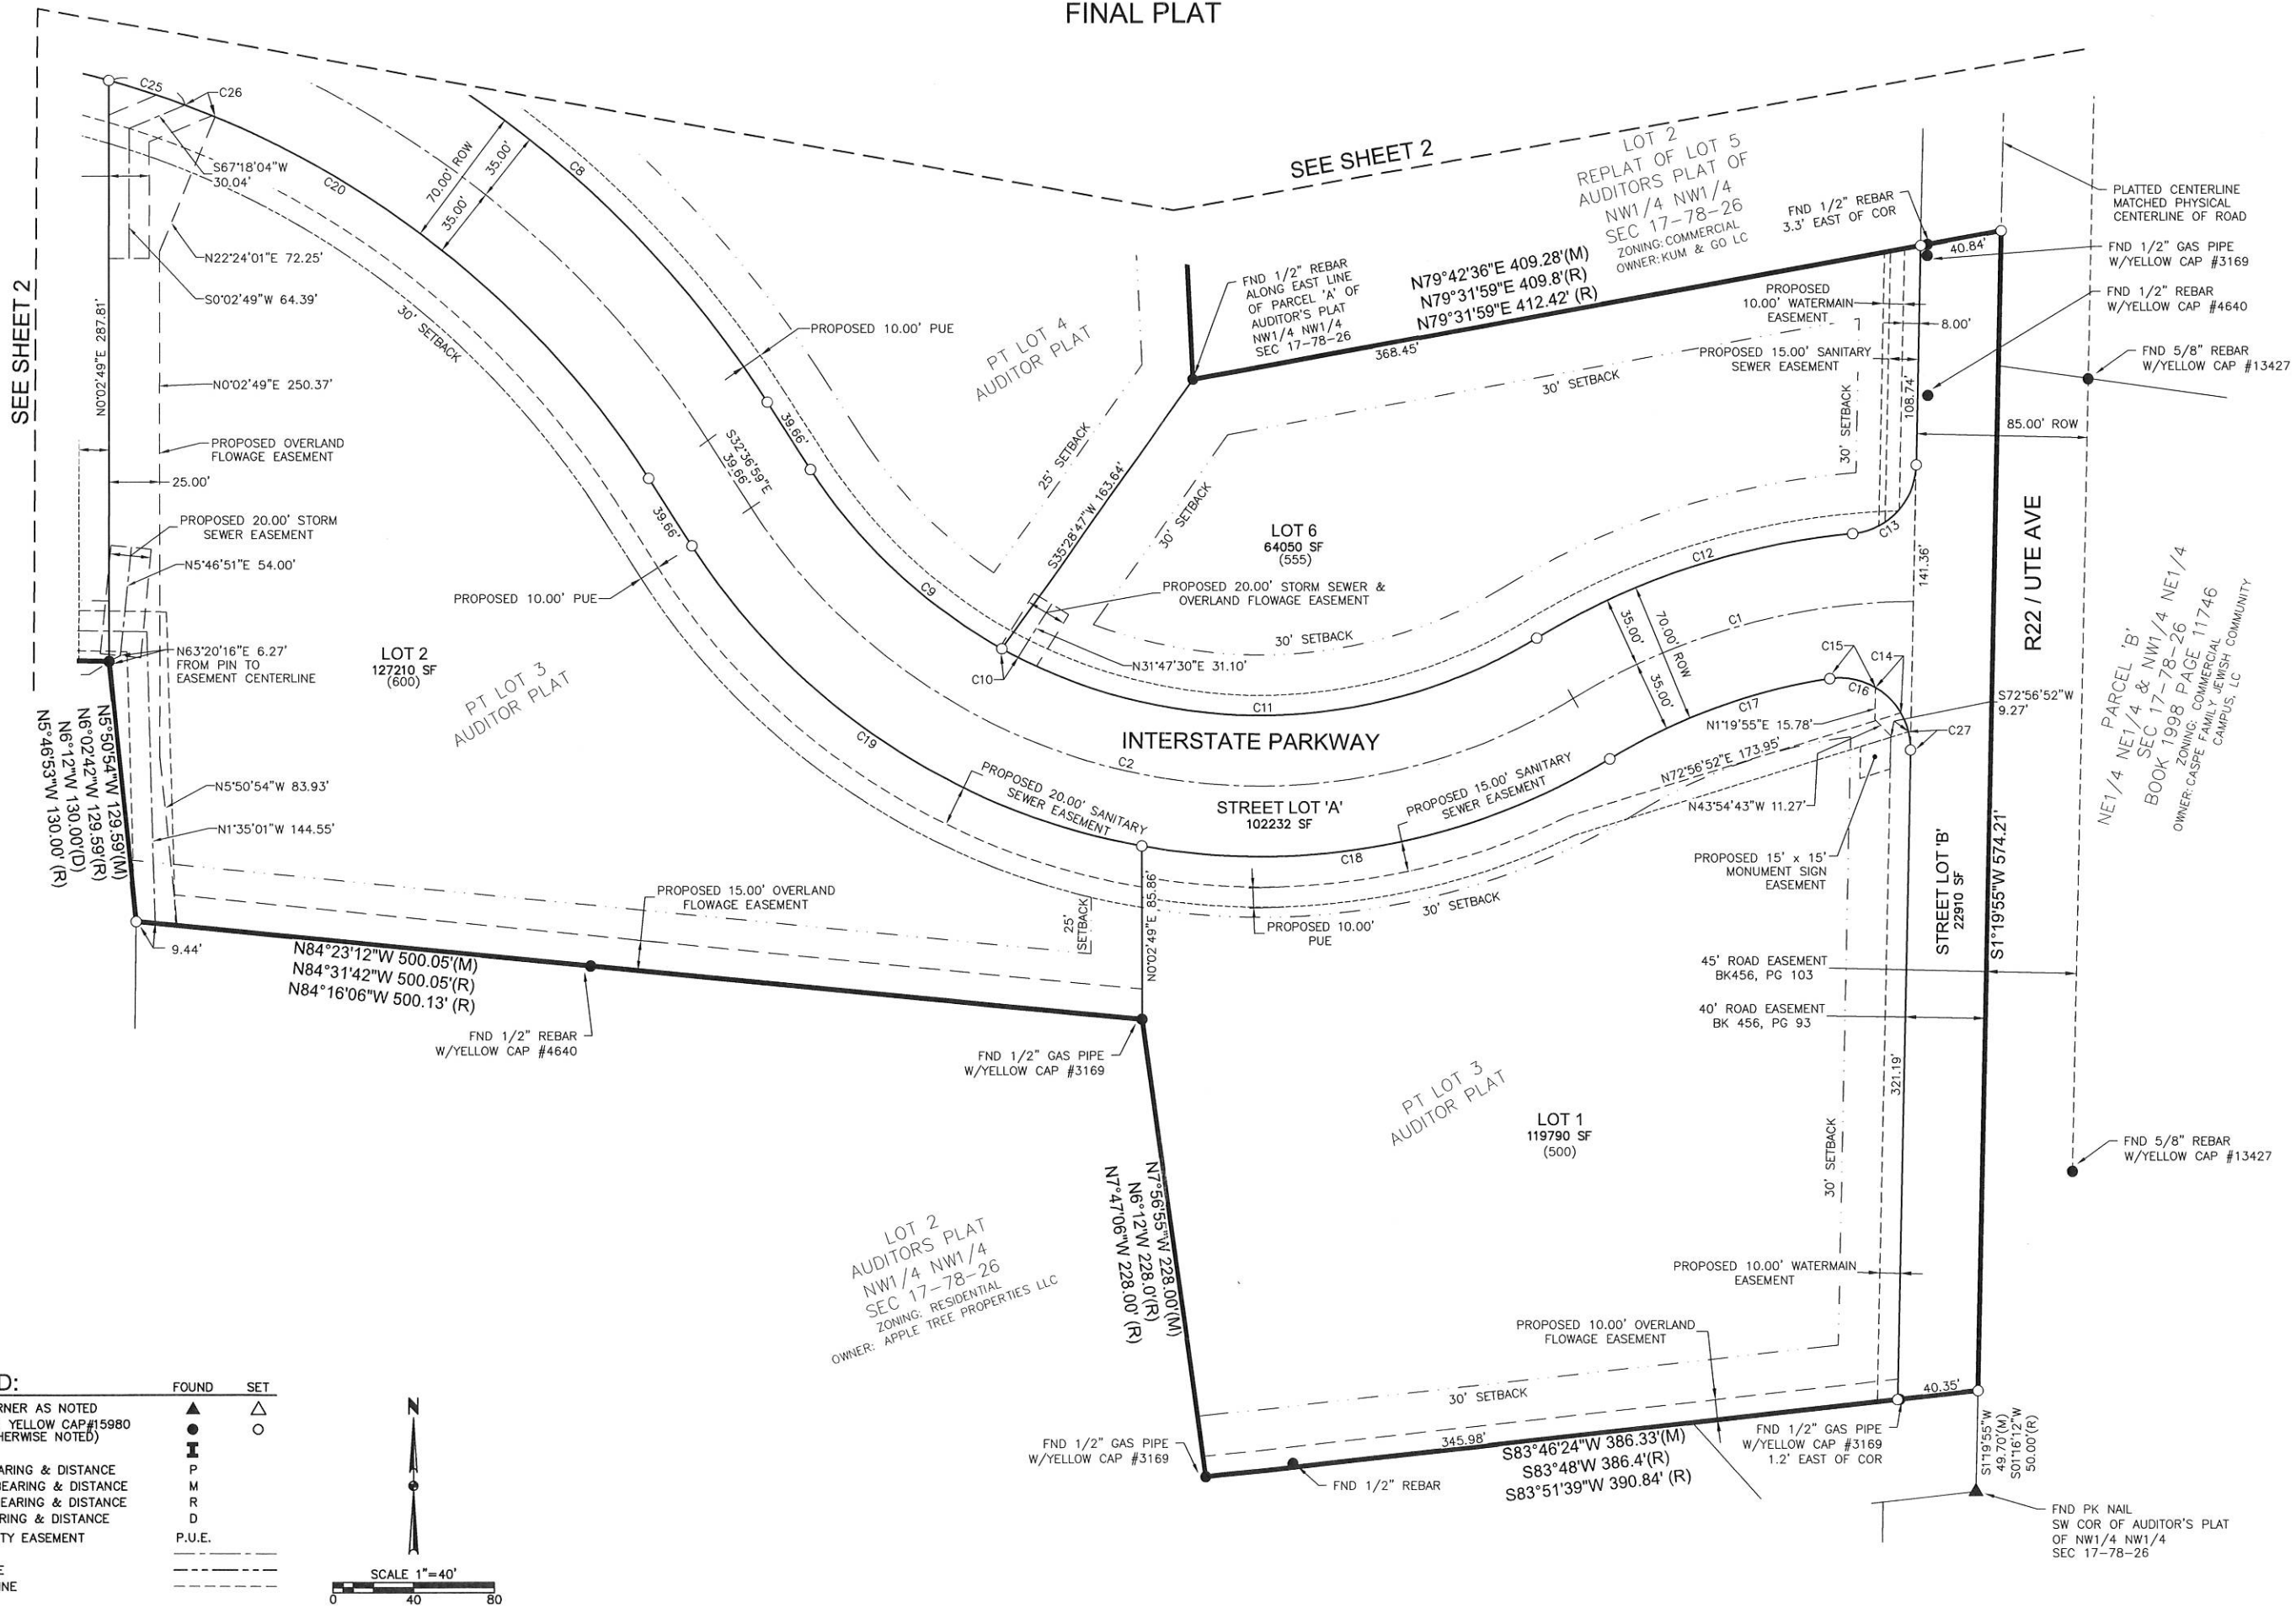 FINAL PLAT
SEE SHEET 2
SEE SHEET 2
C25
C26
S67°18'04"W
30.04'
C20
70.00' ROW
35.00'
35.00'
C8
N22°24'01"E 72.25'
S0°02'49"W 64.39'
30' SETBACK
N0°02'49"E 287.81'
N0°02'49"E 250.37'
PROPOSED OVERLAND
FLOWAGE EASEMENT
25.00'
PROPOSED 20.00' STORM
SEWER EASEMENT
N5°46'51"E 54.00'
PROPOSED 10.00' PUE
PROPOSED 10.00' PUE
39.66'
S32°36'59"E
39.66'
39.66'
PT LOT 4
AUDITOR PLAT
25' SETBACK
S35°28'47"W 163.64'
FND 1/2" REBAR
ALONG EAST LINE
OF PARCEL 'A' OF
AUDITOR'S PLAT
NW1/4 NW1/4
SEC 17-78-26
N79°42'36"E 409.28'(M)
N79°31'59"E 409.8'(R)
N79°31'59"E 412.42' (R)
368.45'
LOT 2
REPLAT OF LOT 5
AUDITORS PLAT OF
NW1/4 NW1/4
SEC 17-78-26
ZONING: COMMERCIAL
OWNER: KUM & GO LC
FND 1/2" REBAR
3.3' EAST OF COR
40.84'
PLATTED CENTERLINE
MATCHED PHYSICAL
CENTERLINE OF ROAD
FND 1/2" GAS PIPE
W/YELLOW CAP #3169
FND 1/2" REBAR
W/YELLOW CAP #4640
FND 5/8" REBAR
W/YELLOW CAP #13427
PROPOSED
10.00' WATERMAIN
EASEMENT
8.00'
PROPOSED 15.00' SANITARY
SEWER EASEMENT
30' SETBACK
30' SETBACK
30' SETBACK
108.74'
85.00' ROW
LOT 6
64050 SF
(555)
C12
C13
141.36'
PROPOSED 20.00' STORM SEWER &
OVERLAND FLOWAGE EASEMENT
30' SETBACK
C9
C10
N31°47'30"E 31.10'
C11
35.00'
70.00' ROW
35.00'
C1
C15
C14
C16
C17
N1°19'55"E 15.78'
S72°56'52"W
9.27'
C27
R22 / UTE AVE
PARCEL 'B'
NE1/4 NE1/4 & NW1/4 NE1/4
SEC 17-78-26
BOOK 1998 PAGE 11746
ZONING: COMMERCIAL
OWNER: CASPE FAMILY JEWISH COMMUNITY
CAMPUS, LC
N63°20'16"E 6.27'
FROM PIN TO
EASEMENT CENTERLINE
LOT 2
127210 SF
(600)
PT LOT 3
AUDITOR PLAT
N5°50'54"W 129.59'(M)
N6°02'42"W 129.59'(R)
N6°12'W 130.00'(D)
N5°46'53"W 130.00' (R)
N5°50'54"W 83.93'
N1°35'01"W 144.55'
C19
C2
INTERSTATE PARKWAY
STREET LOT 'A'
102232 SF
PROPOSED 20.00' SANITARY
SEWER EASEMENT
PROPOSED 15.00' SANITARY
SEWER EASEMENT
N72°56'52"E 173.95'
N43°54'43"W 11.27'
C18
PROPOSED 15' x 15'
MONUMENT SIGN
EASEMENT
STREET LOT 'B'
22910 SF
S1°19'55"W 574.21'
9.44'
N84°23'12"W 500.05'(M)
N84°31'42"W 500.05'(R)
N84°16'06"W 500.13' (R)
PROPOSED 15.00' OVERLAND
FLOWAGE EASEMENT
25'
SETBACK
N0°02'49"E 85.86'
PROPOSED 10.00'
PUE
30' SETBACK
45' ROAD EASEMENT
BK456, PG 103
40' ROAD EASEMENT
BK 456, PG 93
FND 1/2" REBAR
W/YELLOW CAP #4640
FND 1/2" GAS PIPE
W/YELLOW CAP #3169
321.19'
PT LOT 3
AUDITOR PLAT
LOT 1
119790 SF
(500)
30' SETBACK
FND 5/8" REBAR
W/YELLOW CAP #13427
N7°56'55"W 228.00'(M)
N6°12'W 228.0'(R)
N7°47'06"W 228.00' (R)
LOT 2
AUDITORS PLAT
NW1/4 NW1/4
SEC 17-78-26
ZONING: RESIDENTIAL
OWNER: APPLE TREE PROPERTIES LLC
PROPOSED 10.00' WATERMAIN
EASEMENT
PROPOSED 10.00' OVERLAND
FLOWAGE EASEMENT
30' SETBACK
40.35'
FND 1/2" GAS PIPE
W/YELLOW CAP #3169
345.98'
S83°46'24"W 386.33'(M)
S83°48'W 386.4'(R)
S83°51'39"W 390.84' (R)
FND 1/2" REBAR
FND 1/2" GAS PIPE
W/YELLOW CAP #3169
1.2' EAST OF COR
S1°19'55"W
49.70'(M)
S01°16'12"W
50.00'(R)
FND PK NAIL
SW COR OF AUDITOR'S PLAT
OF NW1/4 NW1/4
SEC 17-78-26
D:
FOUND SET
RNER AS NOTED
YELLOW CAP#15980
HERWISE NOTED)
ARING & DISTANCE P
BEARING & DISTANCE M
EARING & DISTANCE R
RING & DISTANCE D
TY EASEMENT P.U.E.
E
NE
N
SCALE 1"=40'
0 40 80